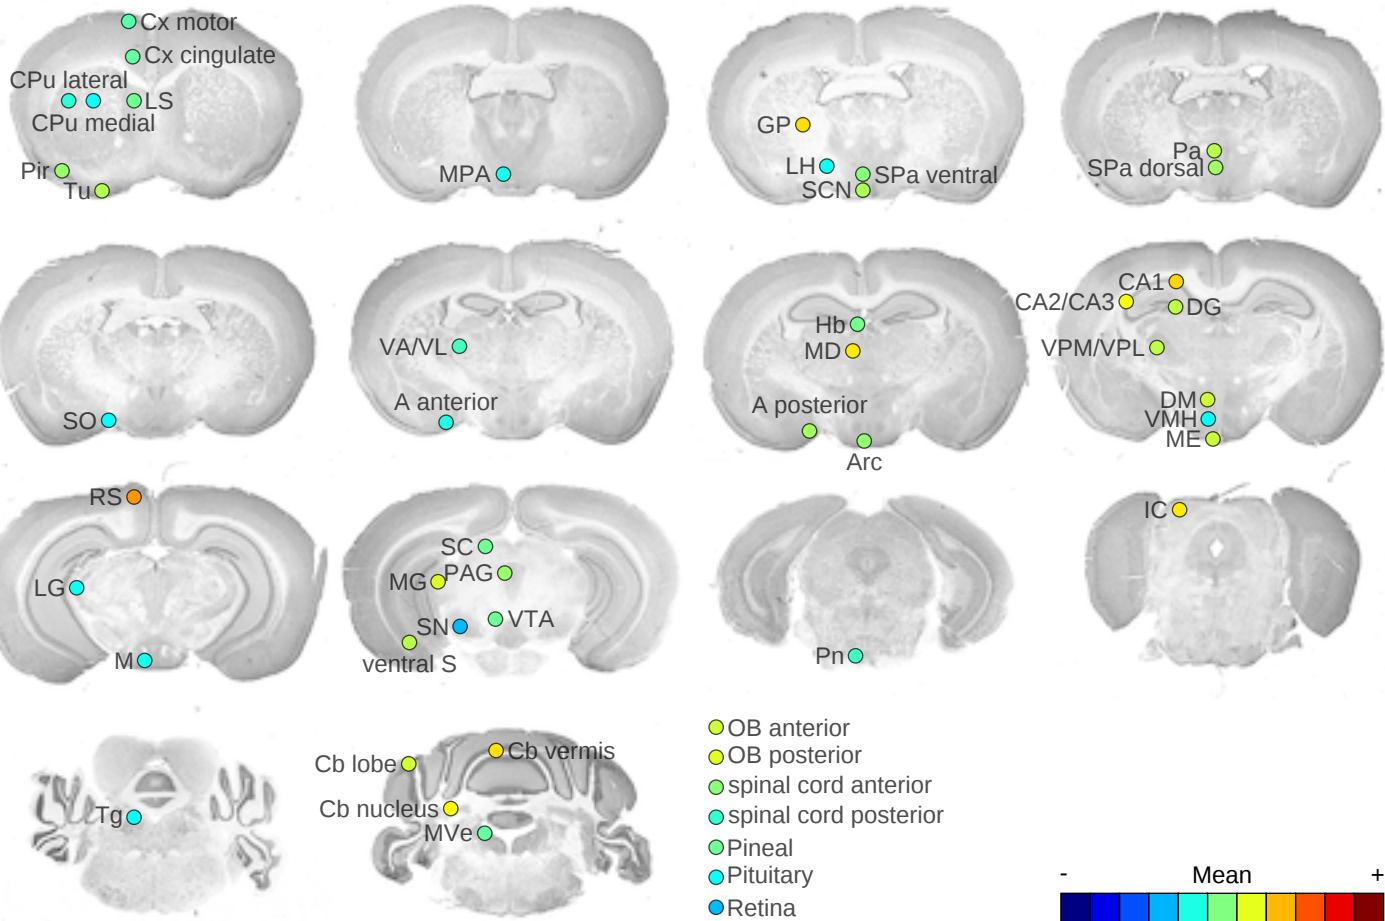 Cx motor
Cx cingulate
CPu lateral
LS
CPu medial
Pir
Tu
MPA
GP
LH
SPa ventral
SCN
Pa
SPa dorsal
SO
VA/VL
A anterior
Hb
MD
A posterior
Arc
CA1
CA2/CA3
DG
VPM/VPL
DM
VMH
ME
RS
LG
M
SC
PAG
MG
VTA
SN
ventral S
Pn
IC
Tg
Cb vermis
Cb lobe
Cb nucleus
MVe
OB anterior
OB posterior
spinal cord anterior
spinal cord posterior
Pineal
Pituitary
Retina
- Mean +